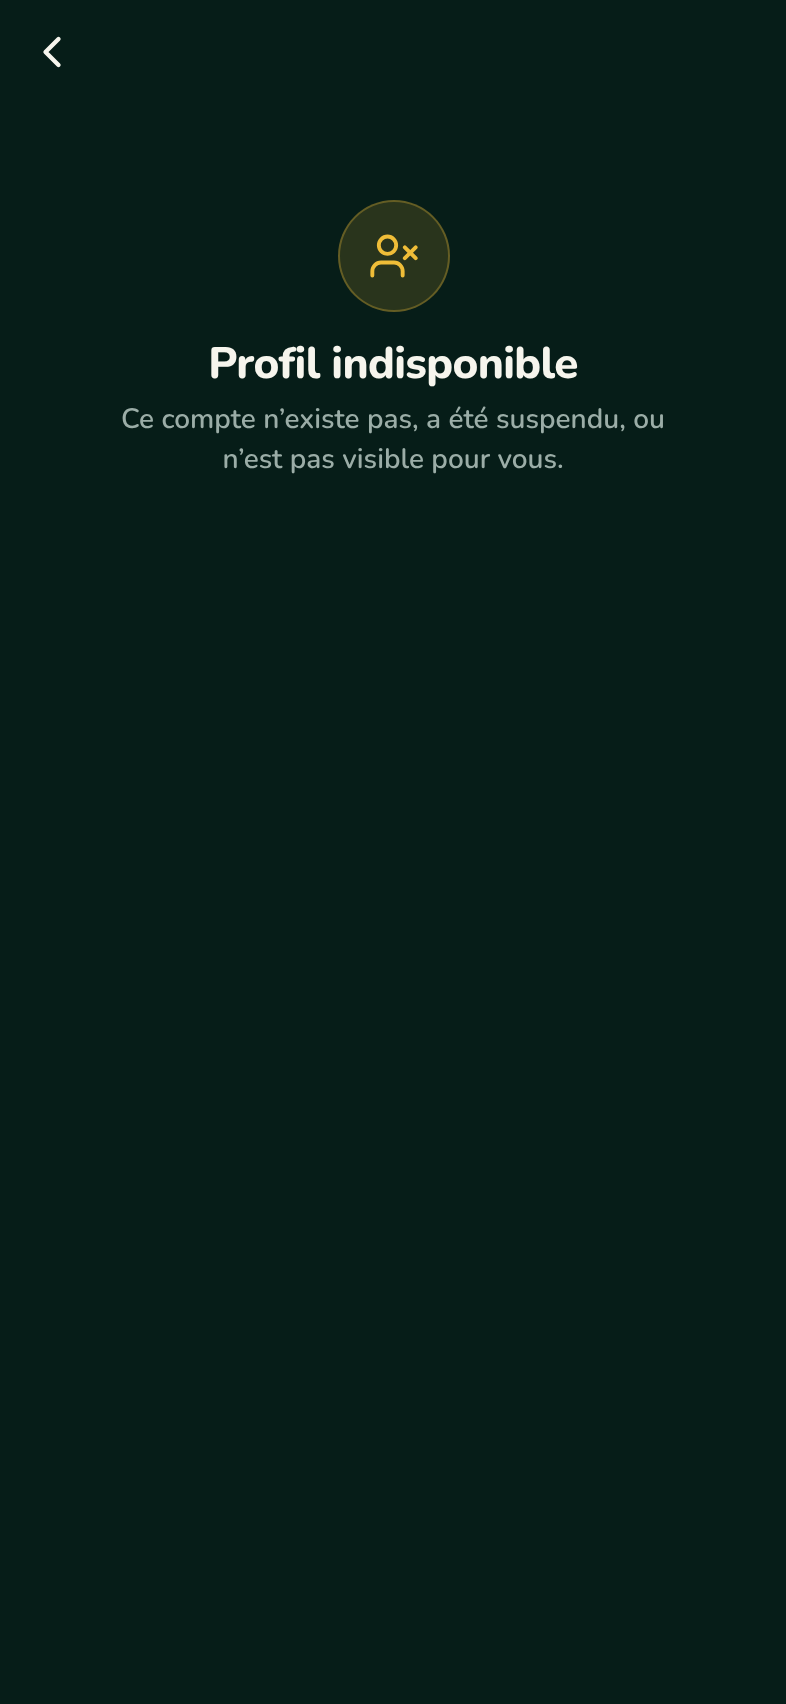 Profil indisponible
Ce compte n’existe pas, a été suspendu, ou
n’est pas visible pour vous.